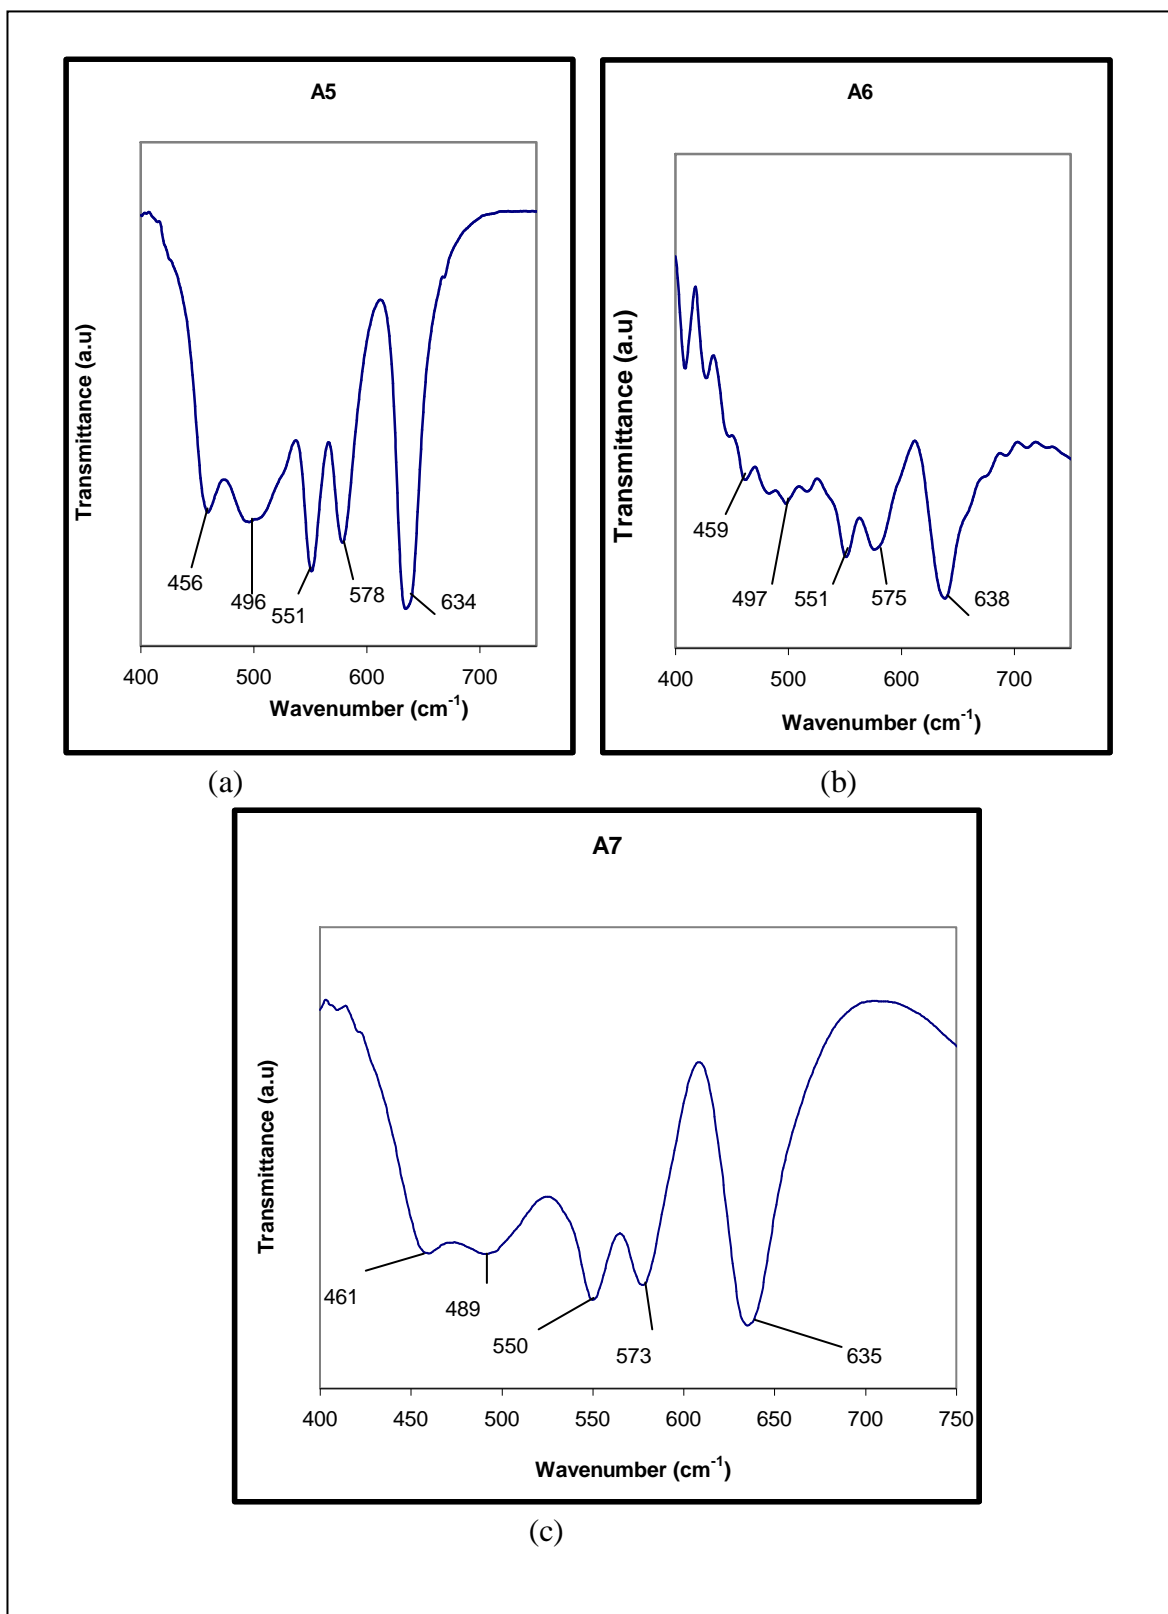 A5
Transmittance (a.u)
456
496
551
578
634
400 500 600 700
Wavenumber (cm⁻¹)
(a)
A6
Transmittance (a.u)
459
497
551
575
638
400 500 600 700
Wavenumber (cm⁻¹)
(b)
A7
Transmittance (a.u)
461
489
550
573
635
400 450 500 550 600 650 700 750
Wavenumber (cm⁻¹)
(c)